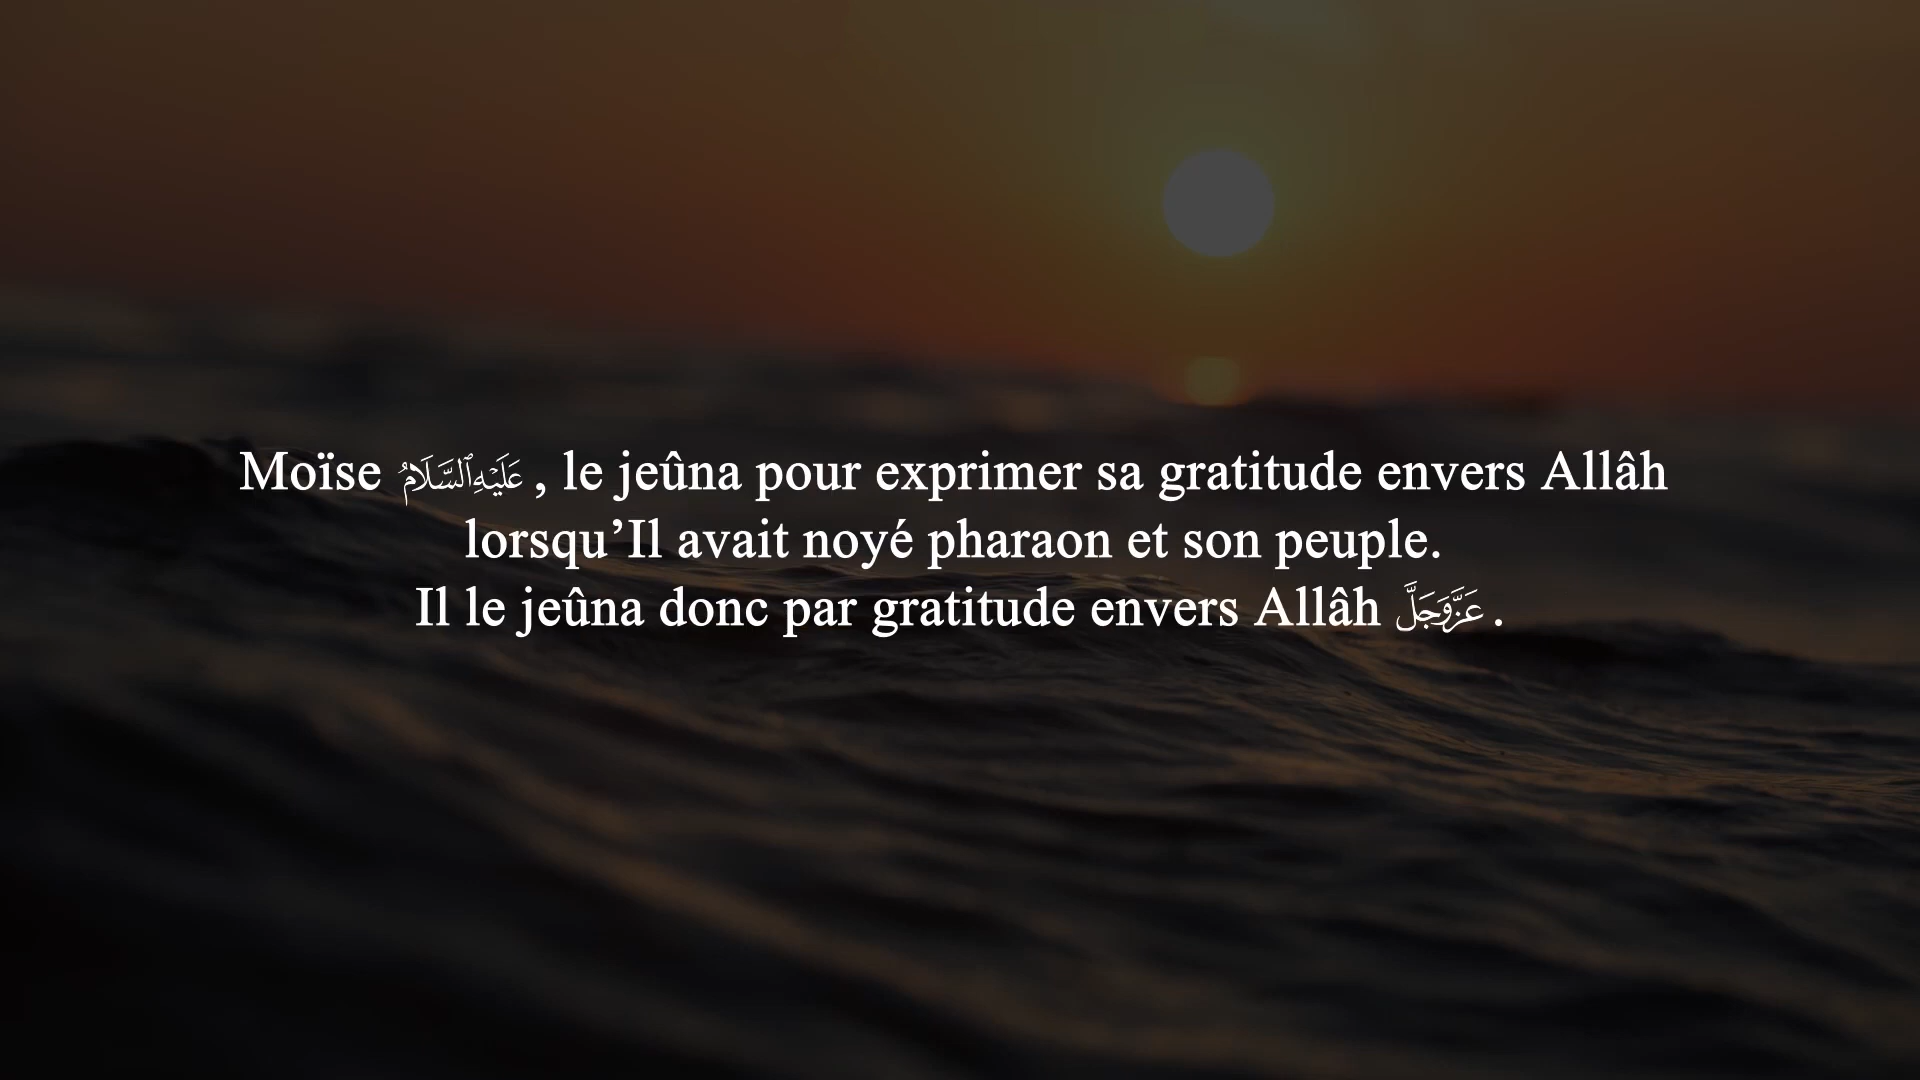 Moïse عَلَيْهِ ٱلسَّلَامُ , le jeûna pour exprimer sa gratitude envers Allâh
lorsqu’Il avait noyé pharaon et son peuple.
Il le jeûna donc par gratitude envers Allâh عَزَّوَجَلَّ .